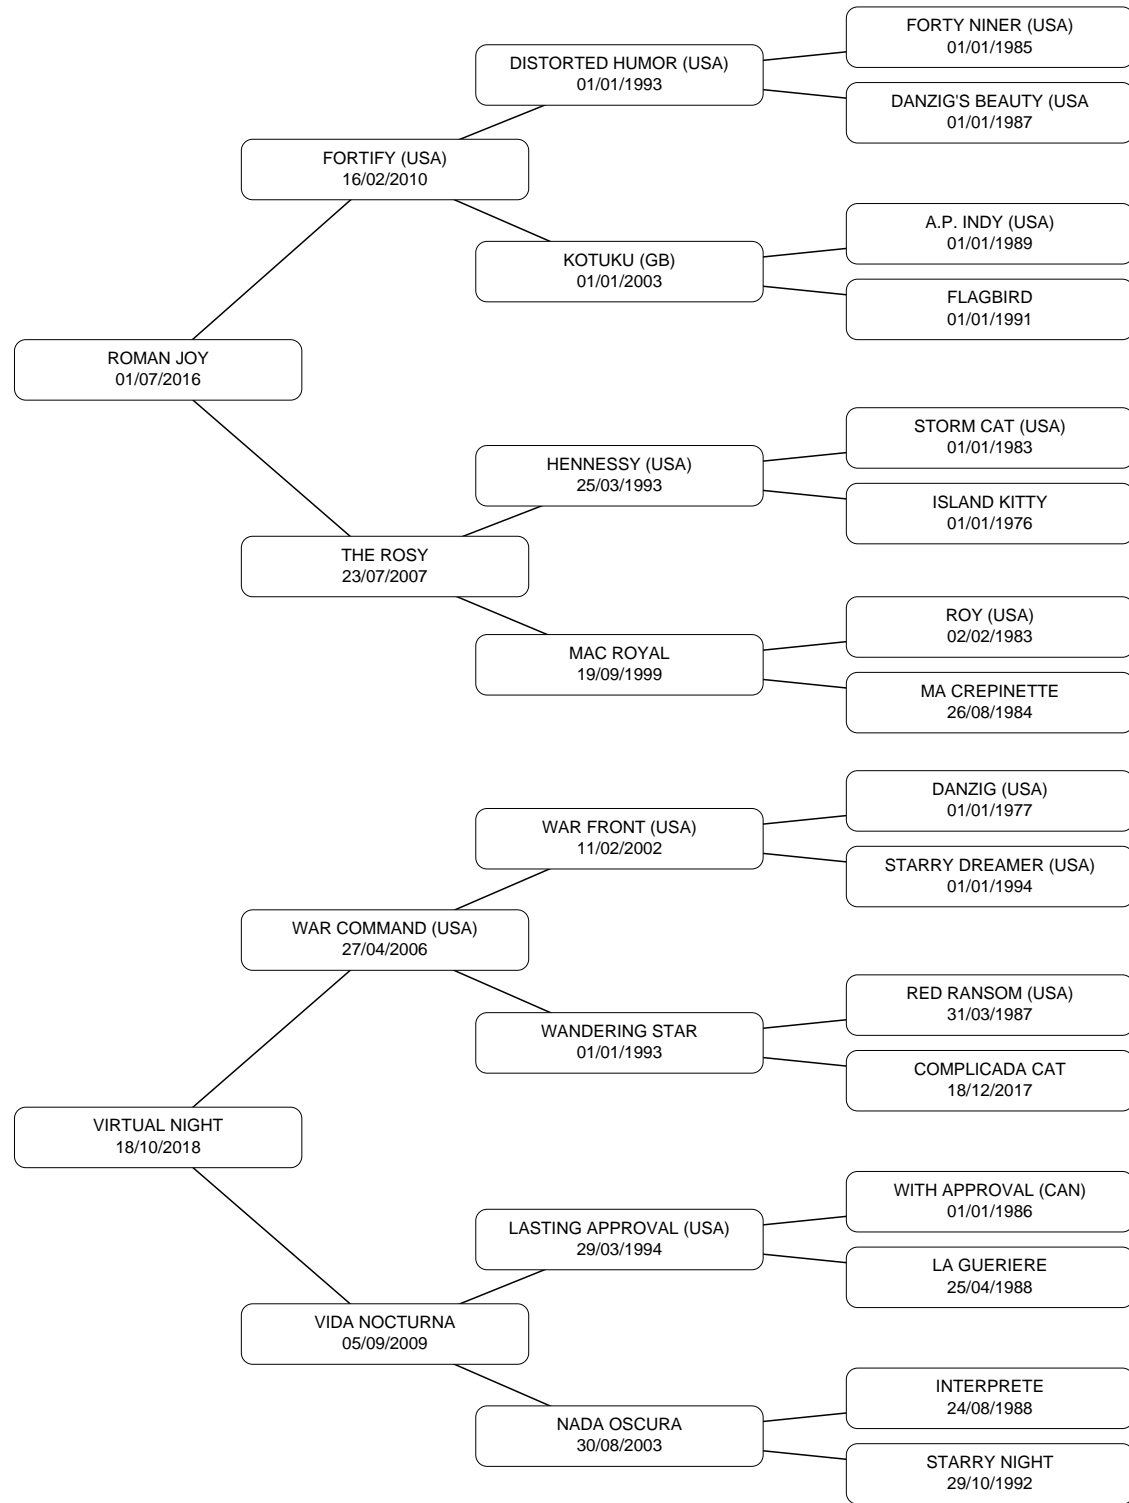 FORTY NINER (USA)
01/01/1985
DISTORTED HUMOR (USA)
01/01/1993
DANZIG'S BEAUTY (USA
01/01/1987
FORTIFY (USA)
16/02/2010
A.P. INDY (USA)
01/01/1989
KOTUKU (GB)
01/01/2003
FLAGBIRD
01/01/1991
ROMAN JOY
01/07/2016
STORM CAT (USA)
01/01/1983
HENNESSY (USA)
25/03/1993
ISLAND KITTY
01/01/1976
THE ROSY
23/07/2007
ROY (USA)
02/02/1983
MAC ROYAL
19/09/1999
MA CREPINETTE
26/08/1984
DANZIG (USA)
01/01/1977
WAR FRONT (USA)
11/02/2002
STARRY DREAMER (USA)
01/01/1994
WAR COMMAND (USA)
27/04/2006
RED RANSOM (USA)
31/03/1987
WANDERING STAR
01/01/1993
COMPLICADA CAT
18/12/2017
VIRTUAL NIGHT
18/10/2018
WITH APPROVAL (CAN)
01/01/1986
LASTING APPROVAL (USA)
29/03/1994
LA GUERIERE
25/04/1988
VIDA NOCTURNA
05/09/2009
INTERPRETE
24/08/1988
NADA OSCURA
30/08/2003
STARRY NIGHT
29/10/1992